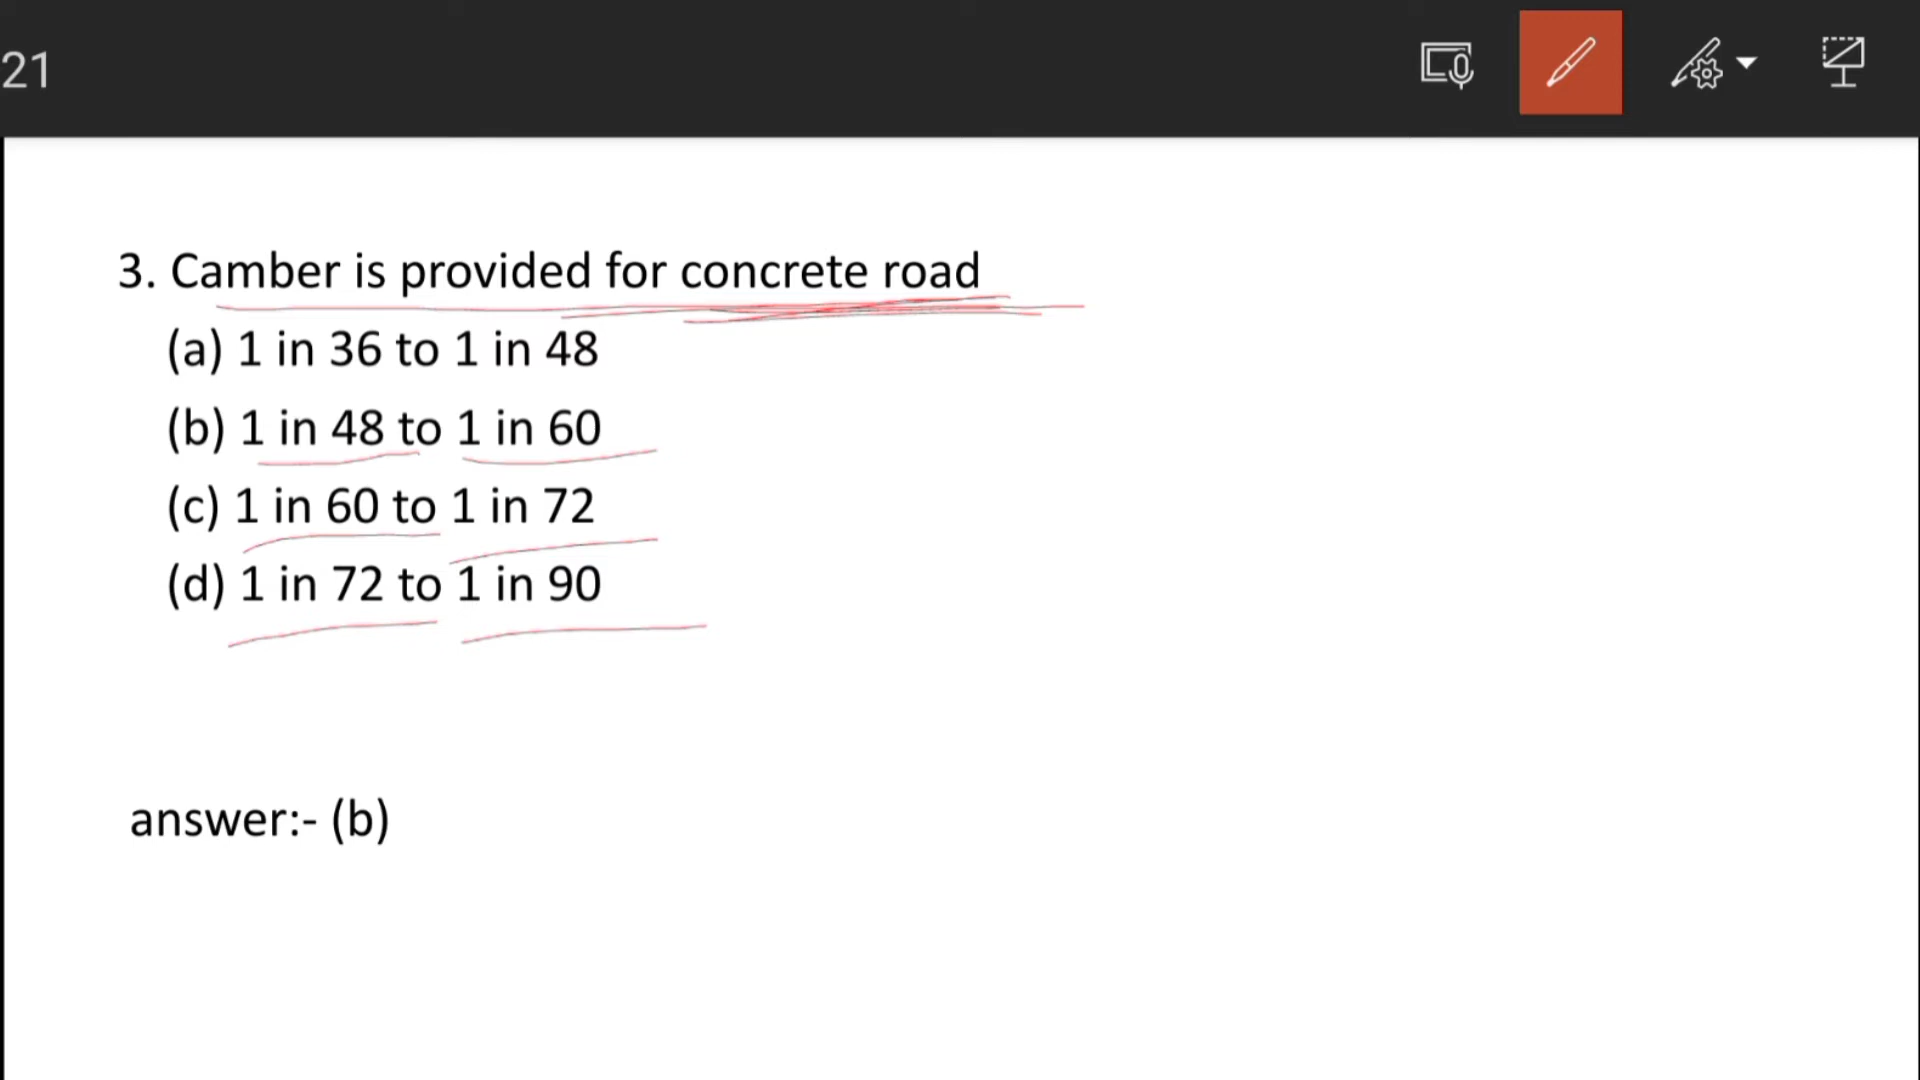 21
3. Camber is provided for concrete road
(a) 1 in 36 to 1 in 48
(b) 1 in 48 to 1 in 60
(c) 1 in 60 to 1 in 72
(d) 1 in 72 to 1 in 90
answer:- (b)